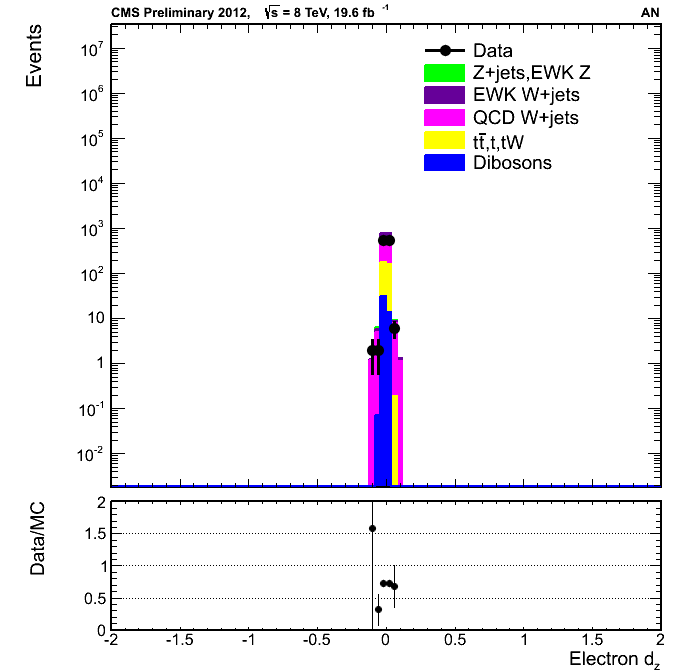 CMS Preliminary 2012, √s = 8 TeV, 19.6 fb⁻¹ AN
Events
10⁷
10⁶
10⁵
10⁴
10³
10²
10
1
10⁻¹
10⁻²
Data
Z+jets,EWK Z
EWK W+jets
QCD W+jets
tt̅,t,tW
Dibosons
Data/MC
2
1.5
1
0.5
0
-2 -1.5 -1 -0.5 0 0.5 1 1.5 2
Electron d_z